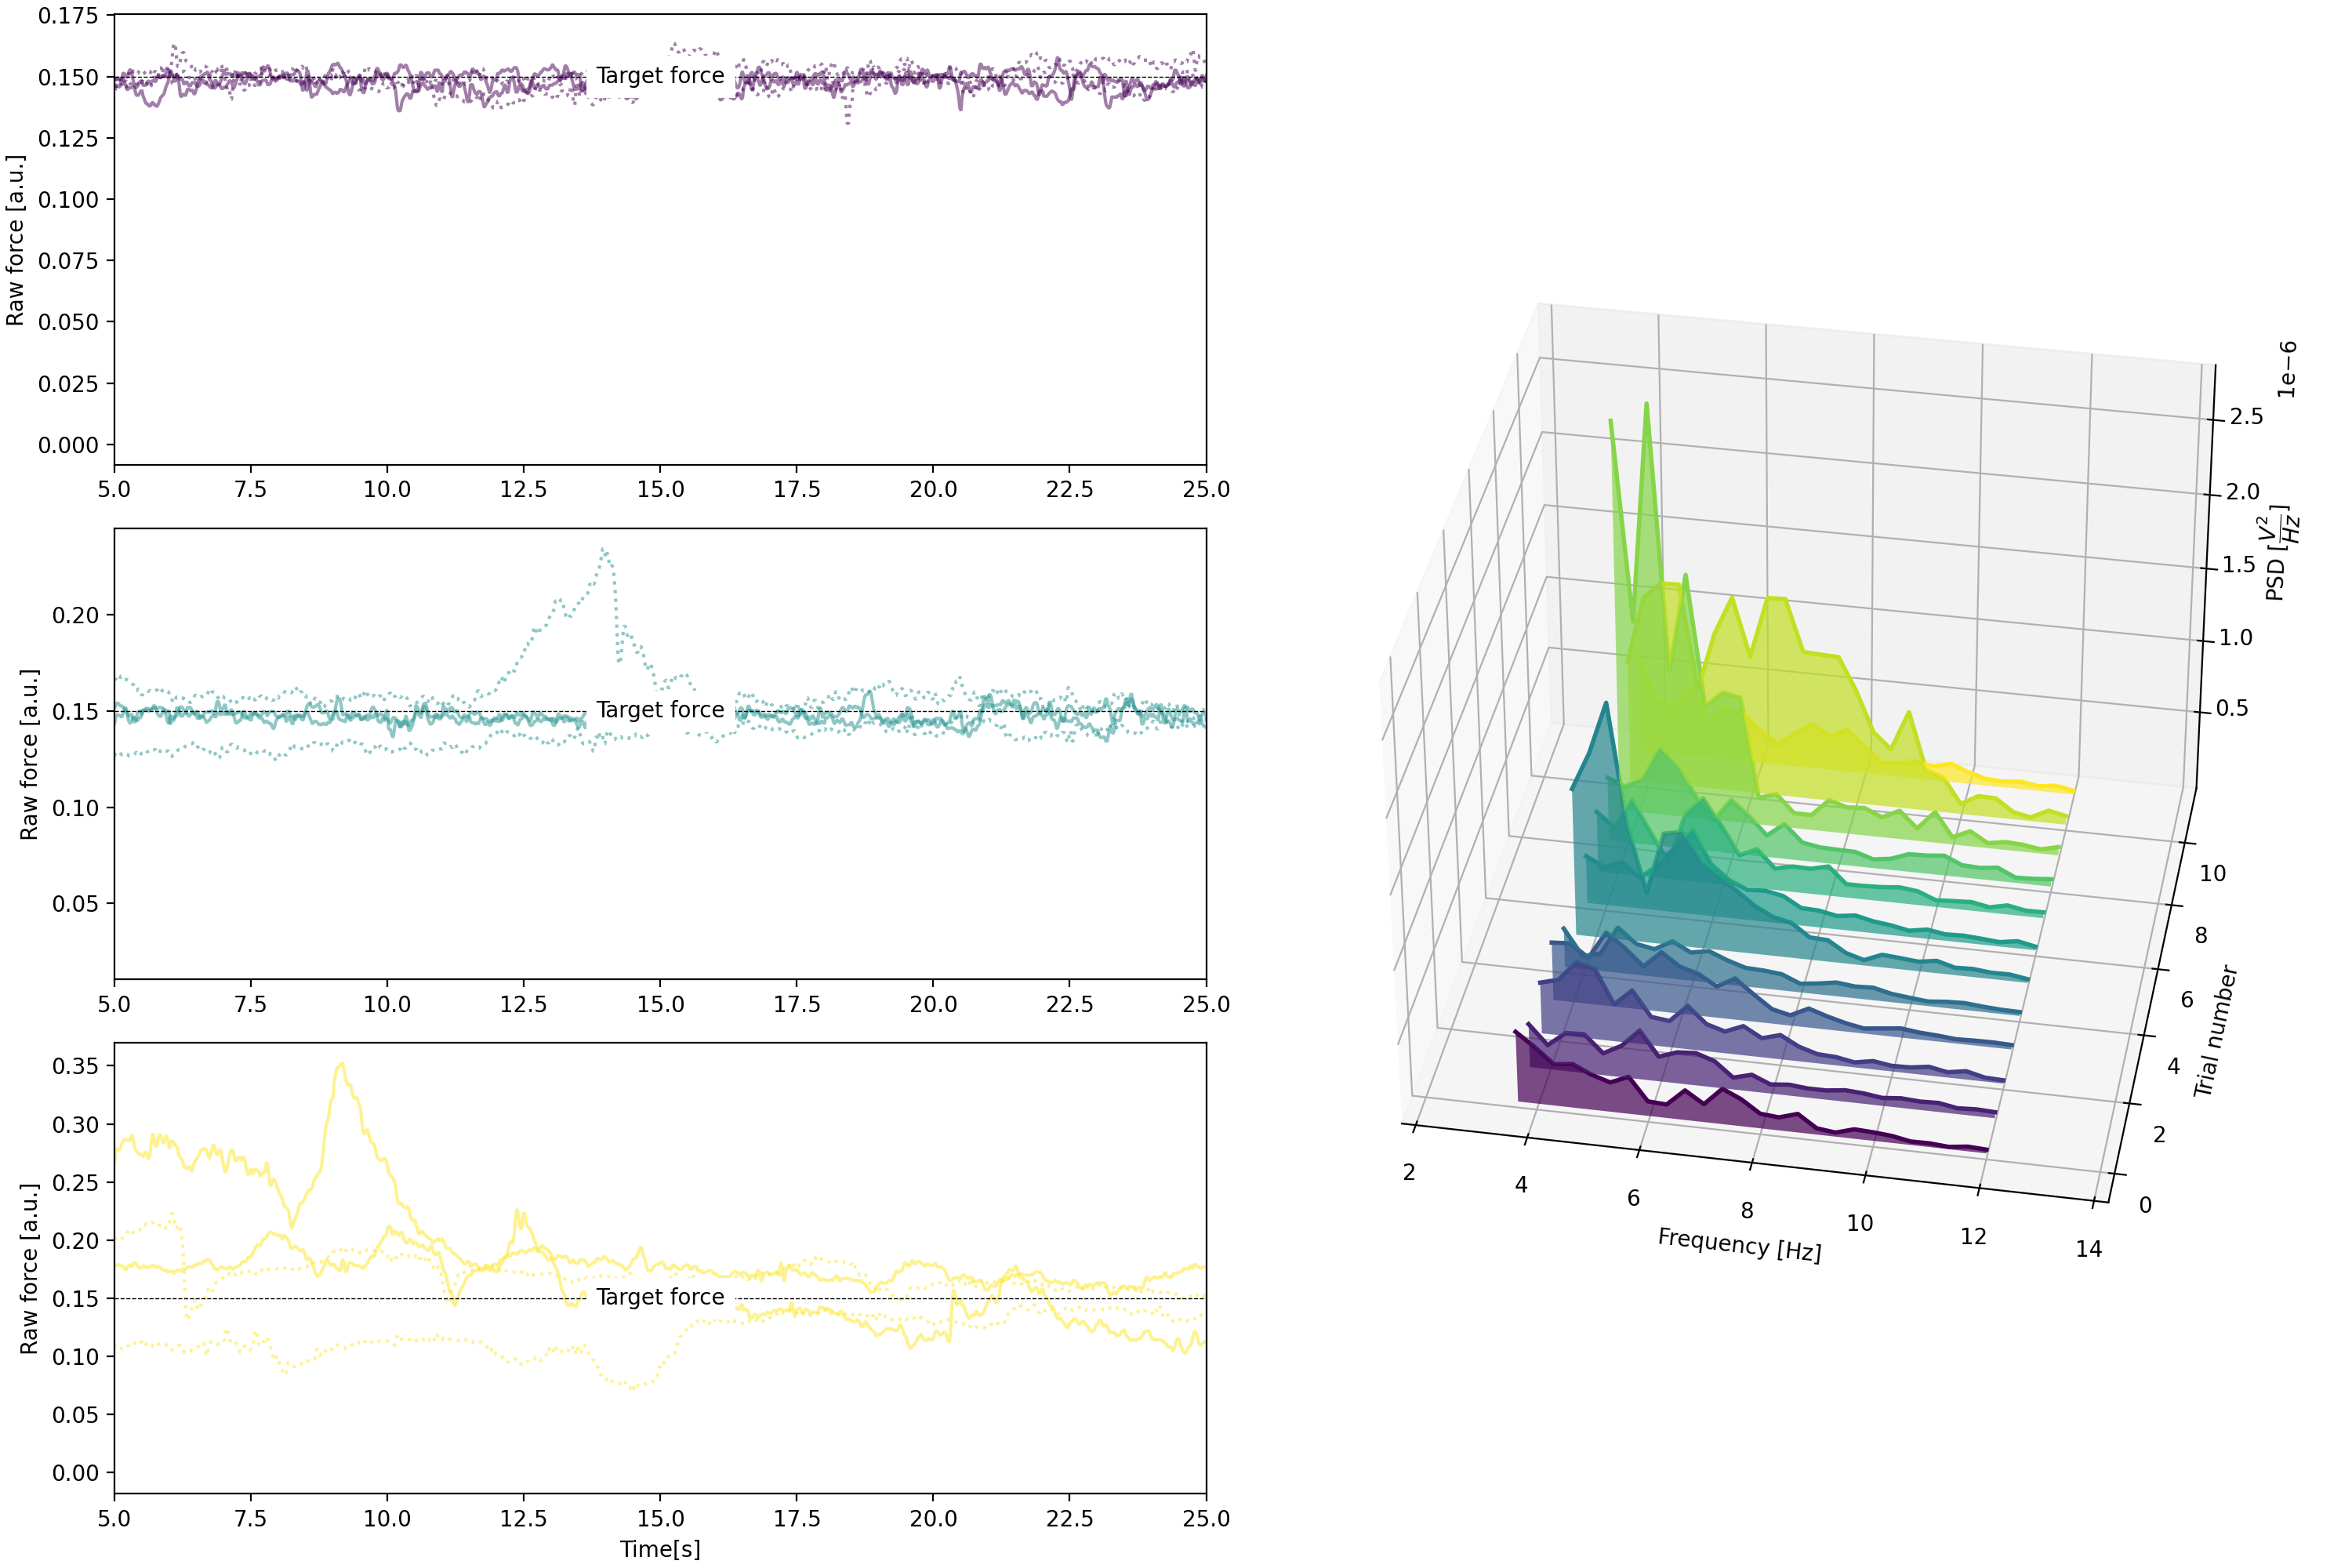 0.175
0.150
0.125
0.100
0.075
0.050
0.025
0.000
Raw force [a.u.]
Target force
5.0 7.5 10.0 12.5 15.0 17.5 20.0 22.5 25.0
0.20
0.15
0.10
0.05
Raw force [a.u.]
Target force
5.0 7.5 10.0 12.5 15.0 17.5 20.0 22.5 25.0
0.35
0.30
0.25
0.20
0.15
0.10
0.05
0.00
Raw force [a.u.]
Target force
5.0 7.5 10.0 12.5 15.0 17.5 20.0 22.5 25.0
Time[s]
1e−6
2.5
2.0
1.5
1.0
0.5
PSD [V²/Hz]
10
8
6
4
2
0
Trial number
2 4 6 8 10 12 14
Frequency [Hz]